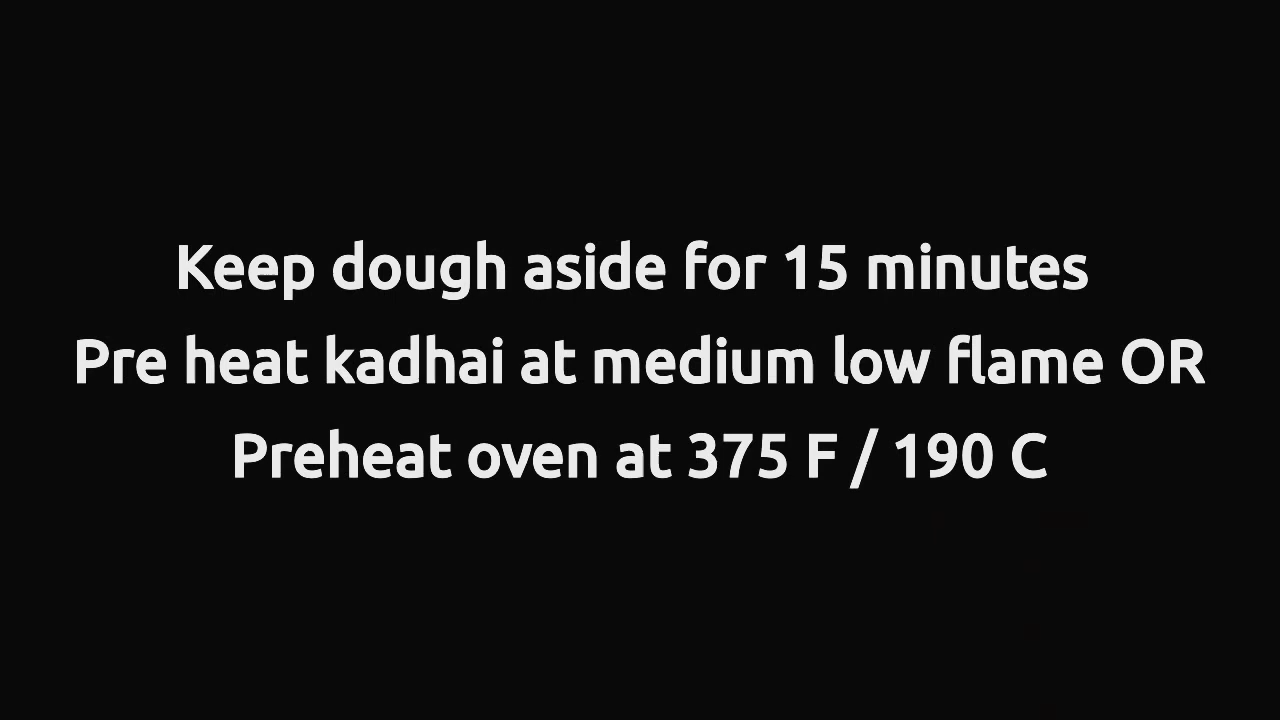 Keep dough aside for 15 minutes
Pre heat kadhai at medium low flame OR
Preheat oven at 375 F / 190 C